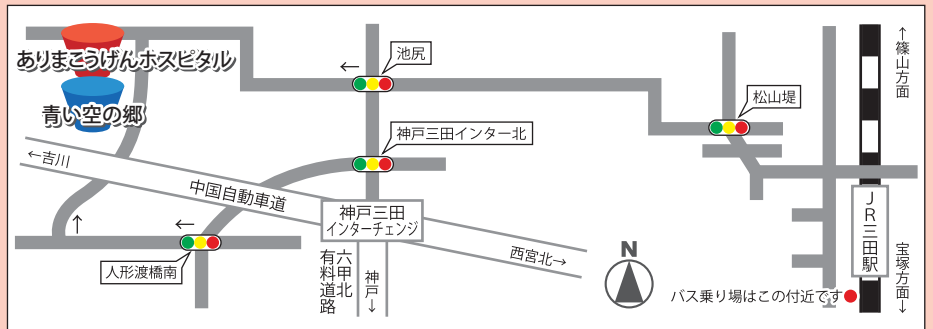 ありまこうげんホスピタル
青い空の郷
←
池尻
松山堤
神戸三田インター北
←吉川
中国自動車道
神戸三田
インターチェンジ
西宮北→
↑
←
人形渡橋南
六甲北
有料道路
神戸↓
N
←篠山方面
JR三田駅
宝塚方面→
バス乗り場はこの付近です